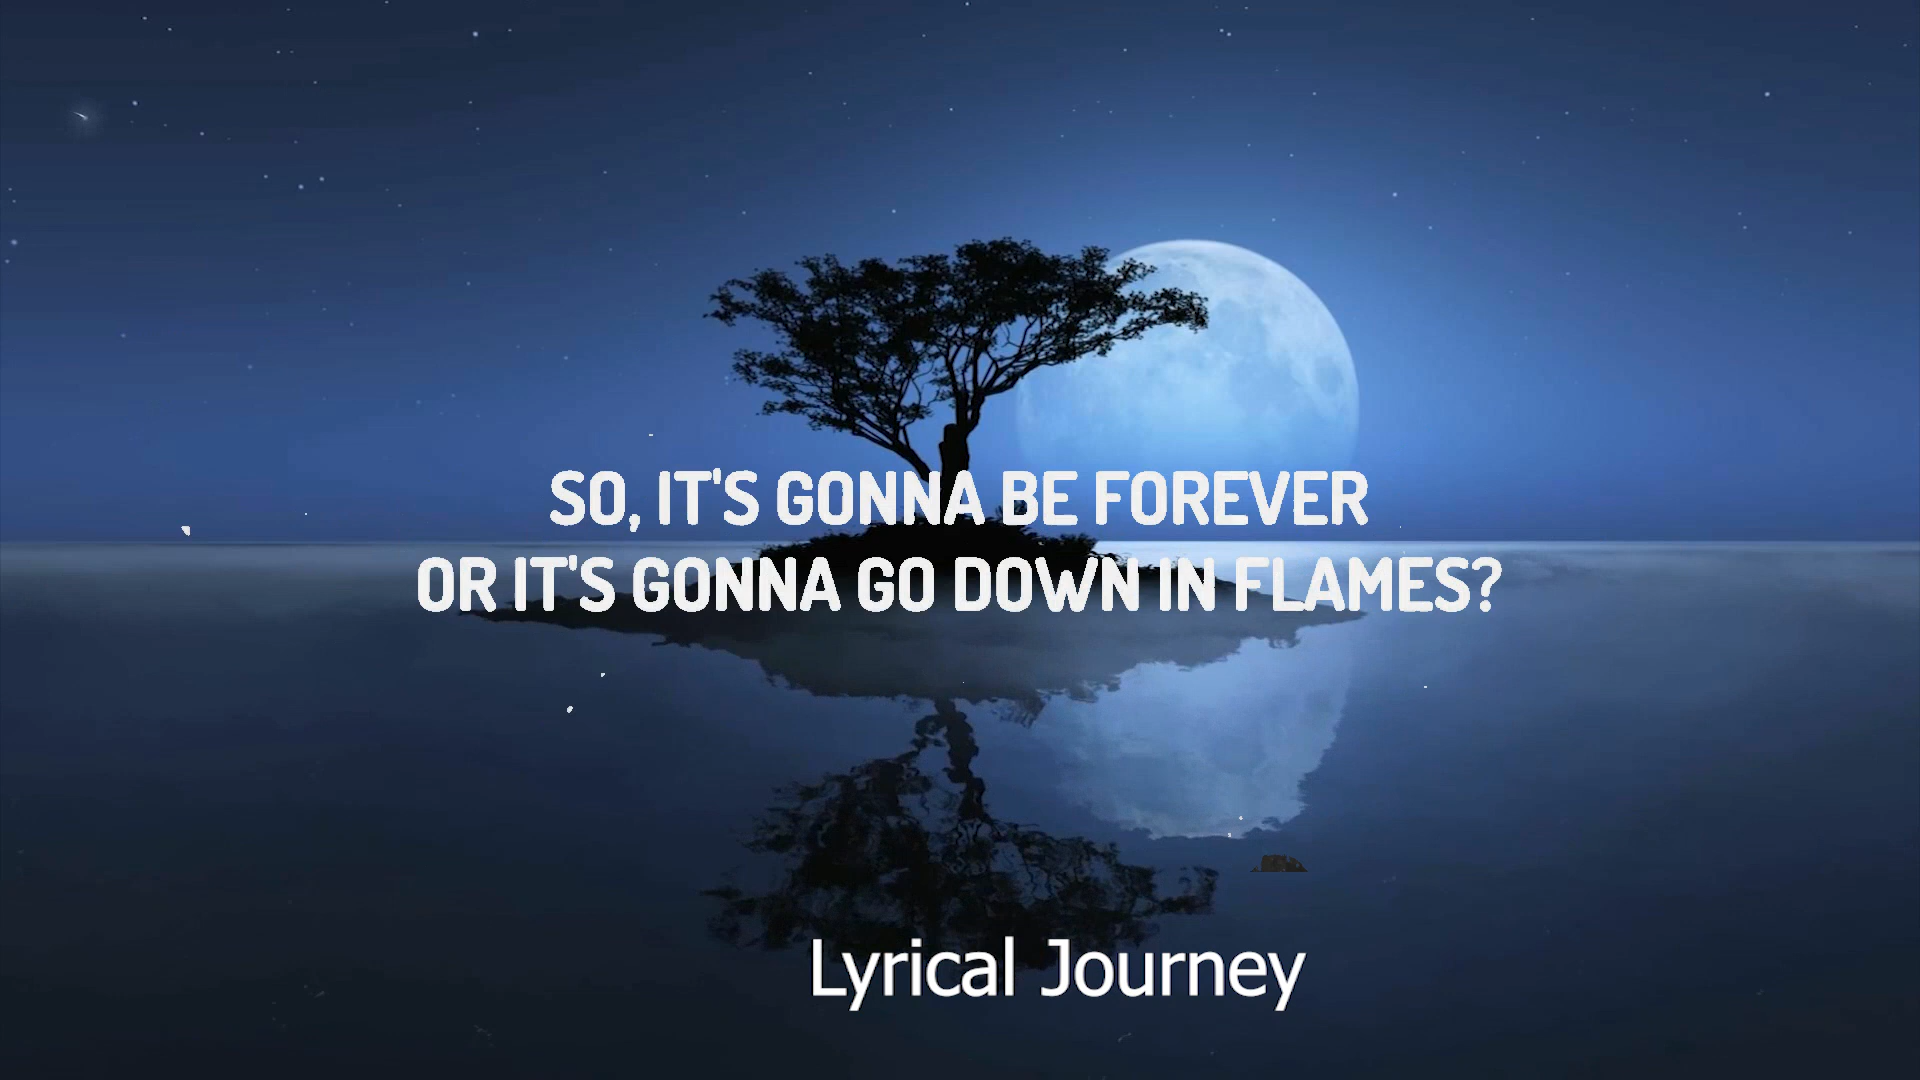 SO, IT'S GONNA BE FOREVER
OR IT'S GONNA GO DOWN IN FLAMES?
Lyrical Journey